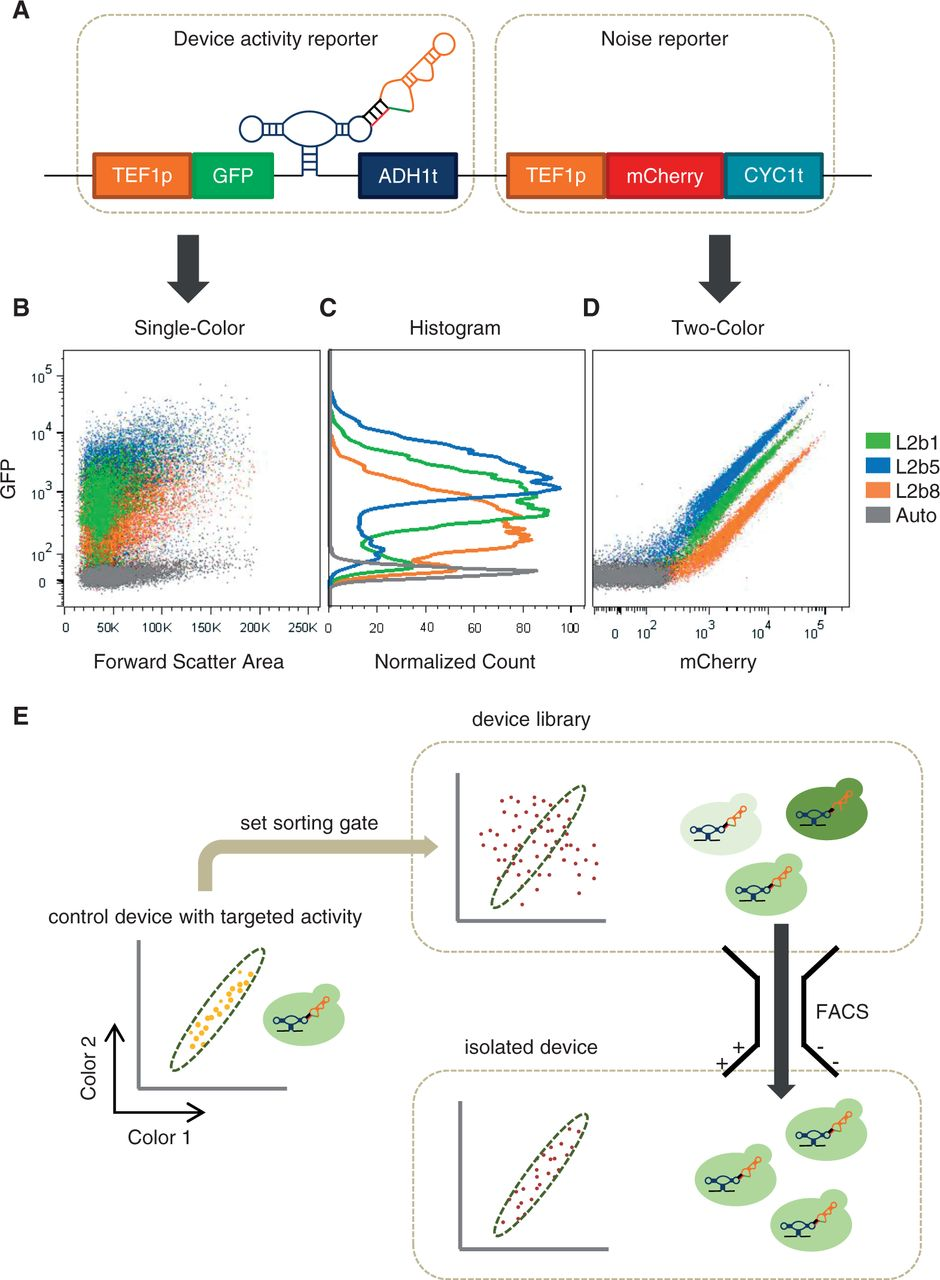 A
Device activity reporter
Noise reporter
TEF1p
GFP
ADH1t
TEF1p
mCherry
CYC1t
B
Single-Color
C
Histogram
D
Two-Color
GFP
10^5
10^4
10^3
10^2
0
0 50K 100K 150K 200K 250K
Forward Scatter Area
0 20 40 60 80 100
Normalized Count
0 10^2 10^3 10^4 10^5
mCherry
L2b1
L2b5
L2b8
Auto
E
device library
set sorting gate
control device with targeted activity
Color 2
Color 1
FACS
+ + - -
isolated device